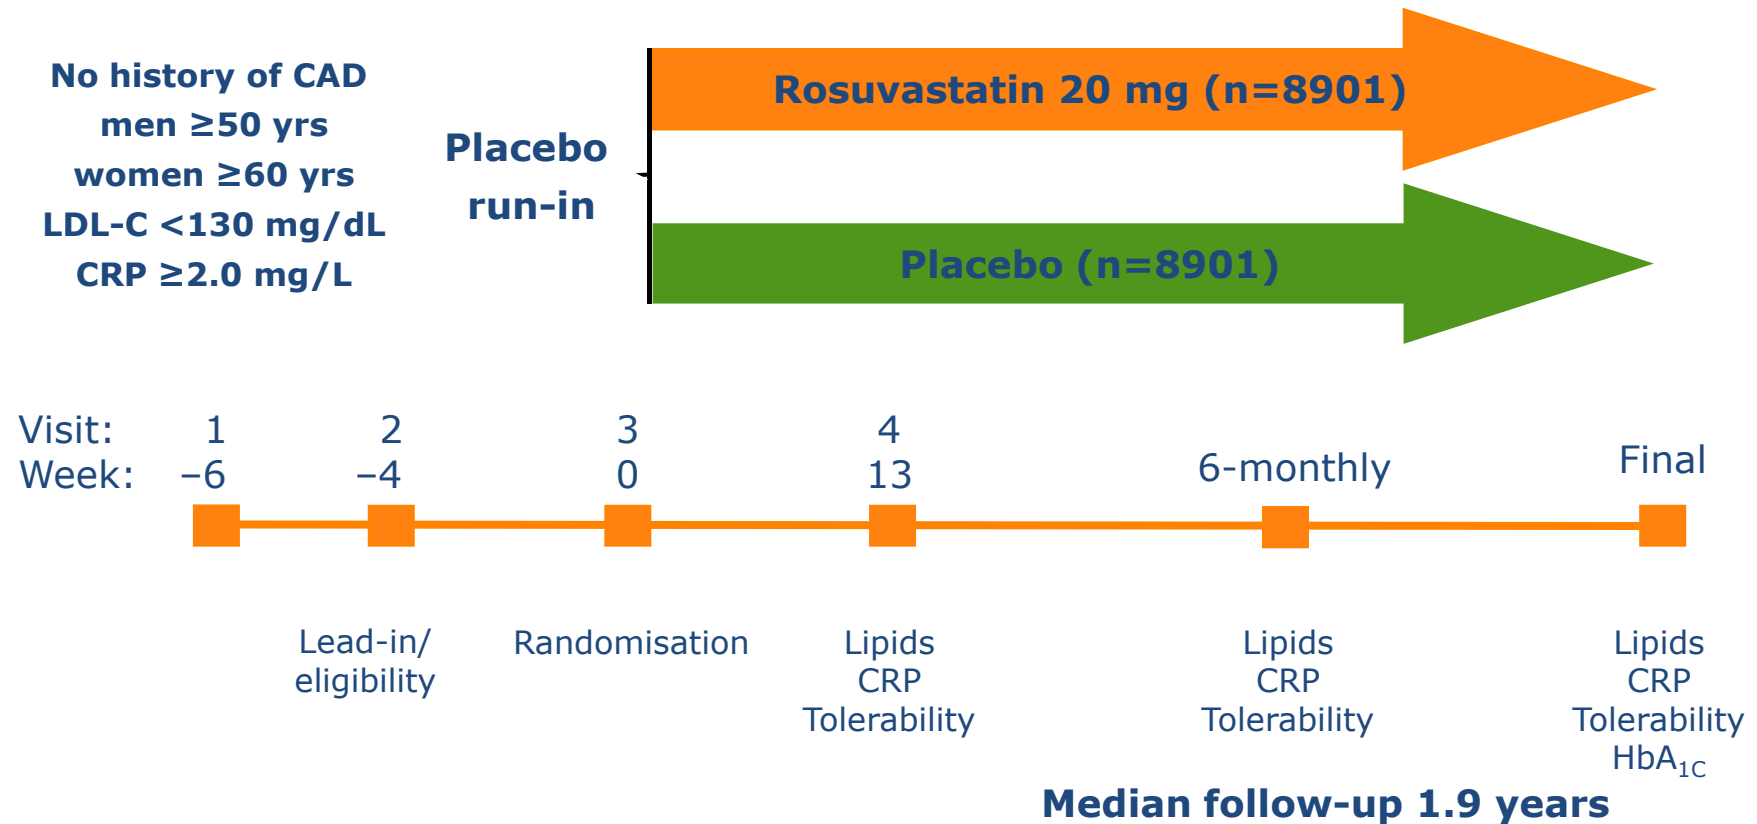 No history of CAD
men ≥50 yrs
women ≥60 yrs
LDL-C <130 mg/dL
CRP ≥2.0 mg/L
Placebo
run-in
Rosuvastatin 20 mg (n=8901)
Placebo (n=8901)
Visit: 1 2 3 4
Week: –6 –4 0 13 6-monthly Final
Lead-in/
eligibility
Randomisation
Lipids
CRP
Tolerability
Lipids
CRP
Tolerability
Lipids
CRP
Tolerability
HbA1C
Median follow-up 1.9 years